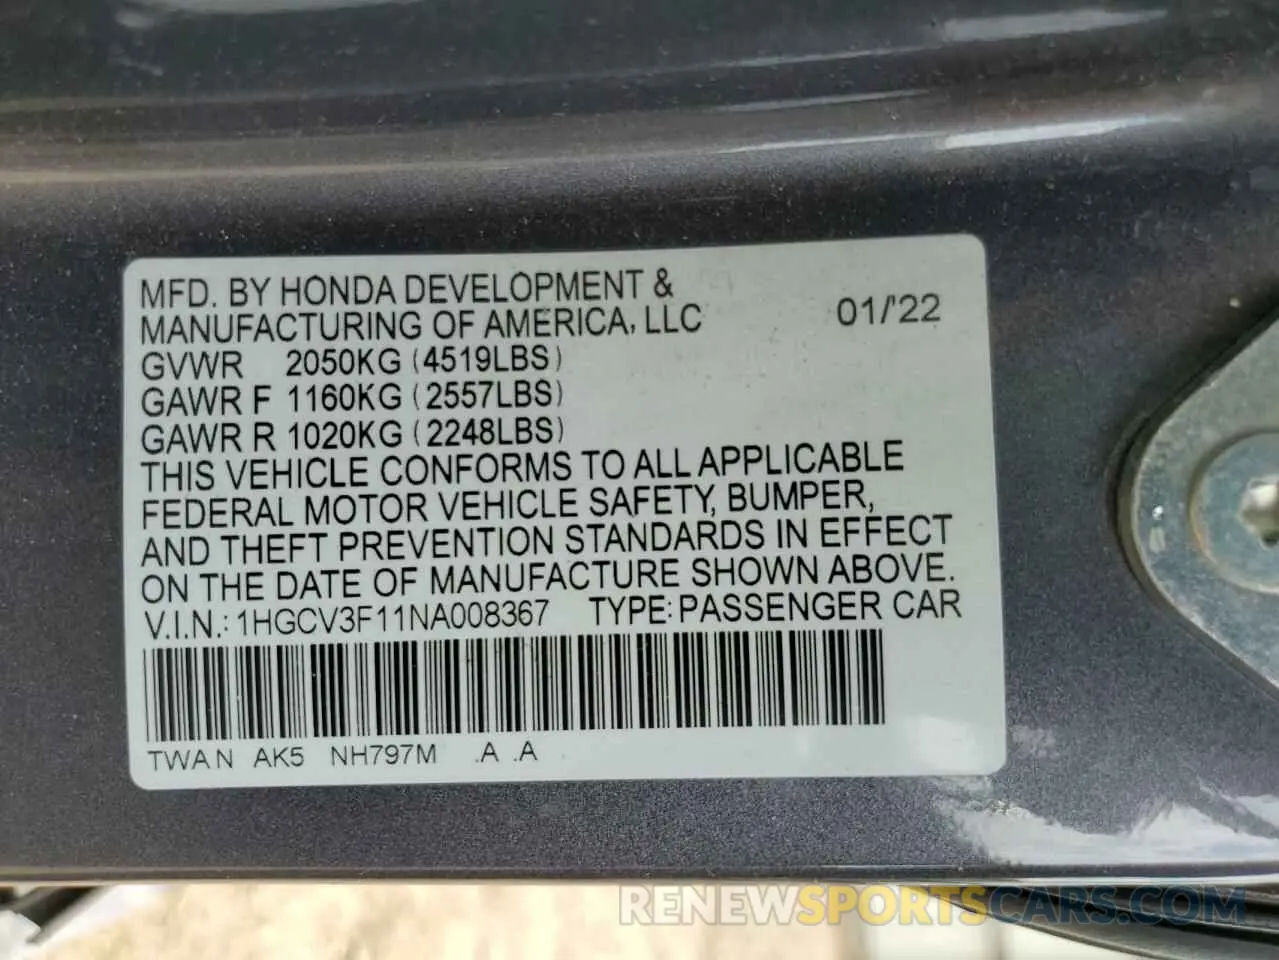 MFD. BY HONDA DEVELOPMENT &
MANUFACTURING OF AMERICA, LLC 01/'22
GVWR 2050KG (4519LBS)
GAWR F 1160KG (2557LBS)
GAWR R 1020KG (2248LBS)
THIS VEHICLE CONFORMS TO ALL APPLICABLE
FEDERAL MOTOR VEHICLE SAFETY, BUMPER,
AND THEFT PREVENTION STANDARDS IN EFFECT
ON THE DATE OF MANUFACTURE SHOWN ABOVE.
V.I.N.: 1HGCV3F11NA008367 TYPE: PASSENGER CAR
TWAN AK5 NH797M .A .A
RENEWSPORTSCARS.COM